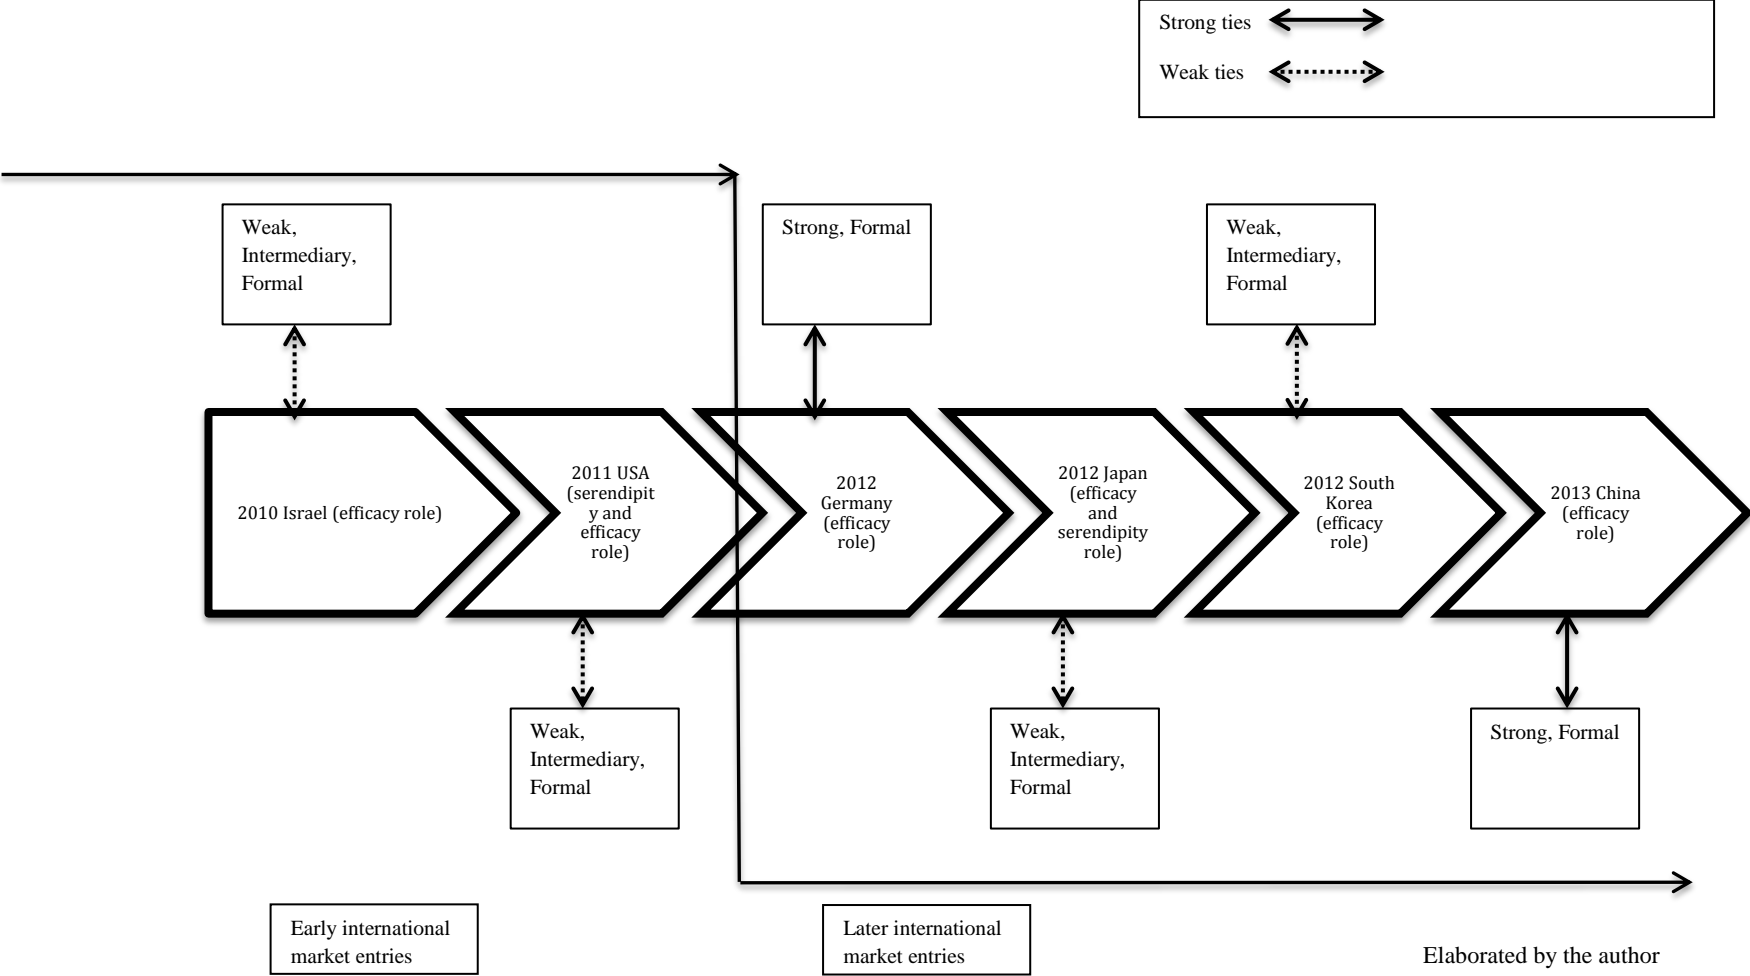 Strong ties
Weak ties
Weak,
Intermediary,
Formal
Strong, Formal
Weak,
Intermediary,
Formal
2010 Israel (efficacy role)
2011 USA
(serendipit
y and
efficacy
role)
2012
Germany
(efficacy
role)
2012 Japan
(efficacy
and
serendipity
role)
2012 South
Korea
(efficacy
role)
2013 China
(efficacy
role)
Weak,
Intermediary,
Formal
Weak,
Intermediary,
Formal
Strong, Formal
Early international
market entries
Later international
market entries
Elaborated by the author